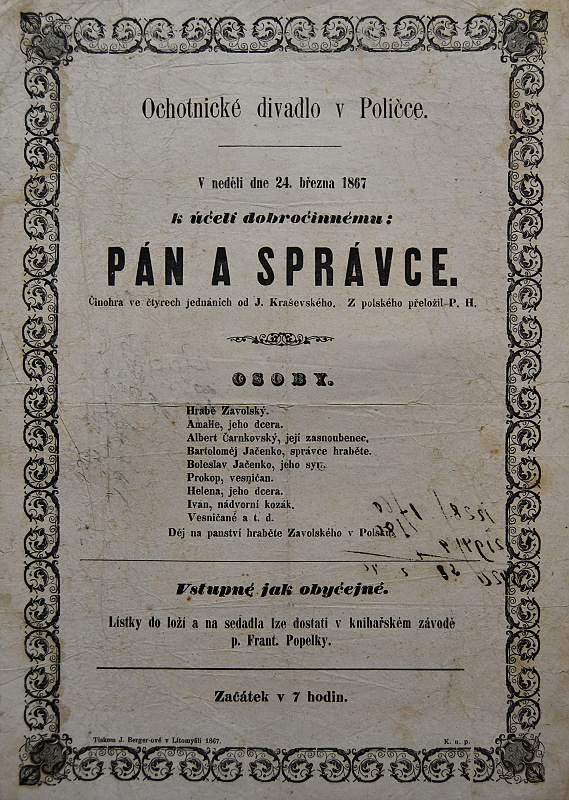 Ochotnické divadlo v Poličce.
V neděli dne 24. března 1867
k účeli dobročinnému:
PÁN A SPRÁVCE.
Činohra ve čtyrech jednáních od J. Kraševského. Z polského přeložil P. H.
OSOBY.
Hrabě Zavolský.
Amalie, jeho dcera.
Albert Čarnkovský, její zasnoubenec.
Bartoloměj Jačenko, správce hraběte.
Boleslav Jačenko, jeho syn.
Prokop, vesničan.
Helena, jeho dcera.
Ivan, nádvorní kozák.
Vesničané a t. d.
Děj na panství hraběte Zavolského v Polsku.
Vstupné jak obyčejné.
Lístky do loží a na sedadla lze dostati v knihařském závodě
p. Frant. Popelky.
Začátek v 7 hodin.
Tiskem J. Berger-ové v Litomyšli 1867.
K. n. p.